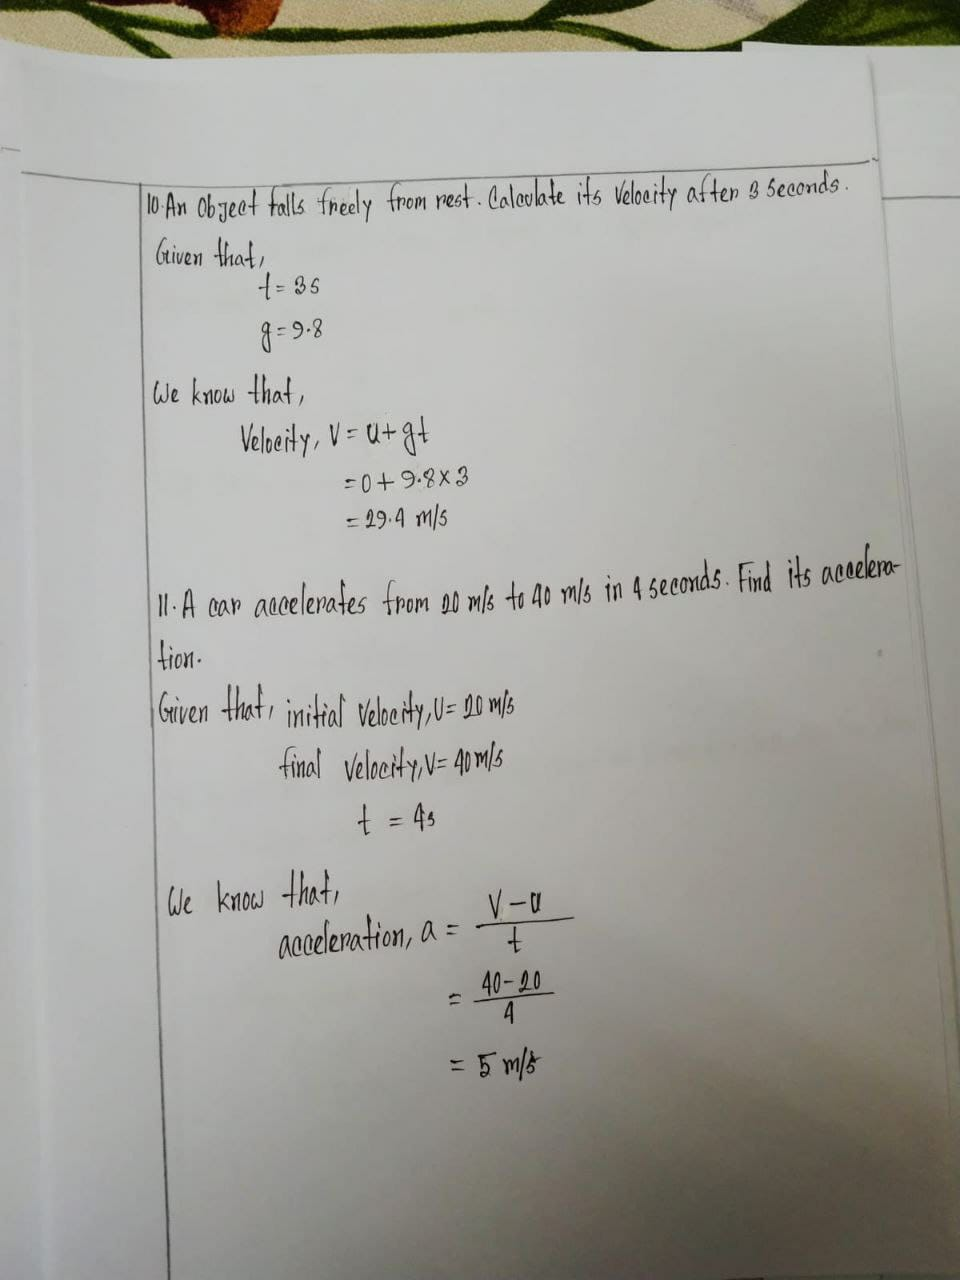 10. An object falls freely from rest. Calculate its velocity after 3 seconds.
Given that,
t = 3s
g = 9.8
We know that,
Velocity, V = u + gt
= 0 + 9.8 × 3
= 29.4 m/s
11. A car accelerates from 20 m/s to 40 m/s in 4 seconds. Find its accelera-
tion.
Given that, initial velocity, U = 20 m/s
final velocity, V = 40 m/s
t = 4s
We know that,
acceleration, a = V - u / t
= 40 - 20 / 4
= 5 m/s